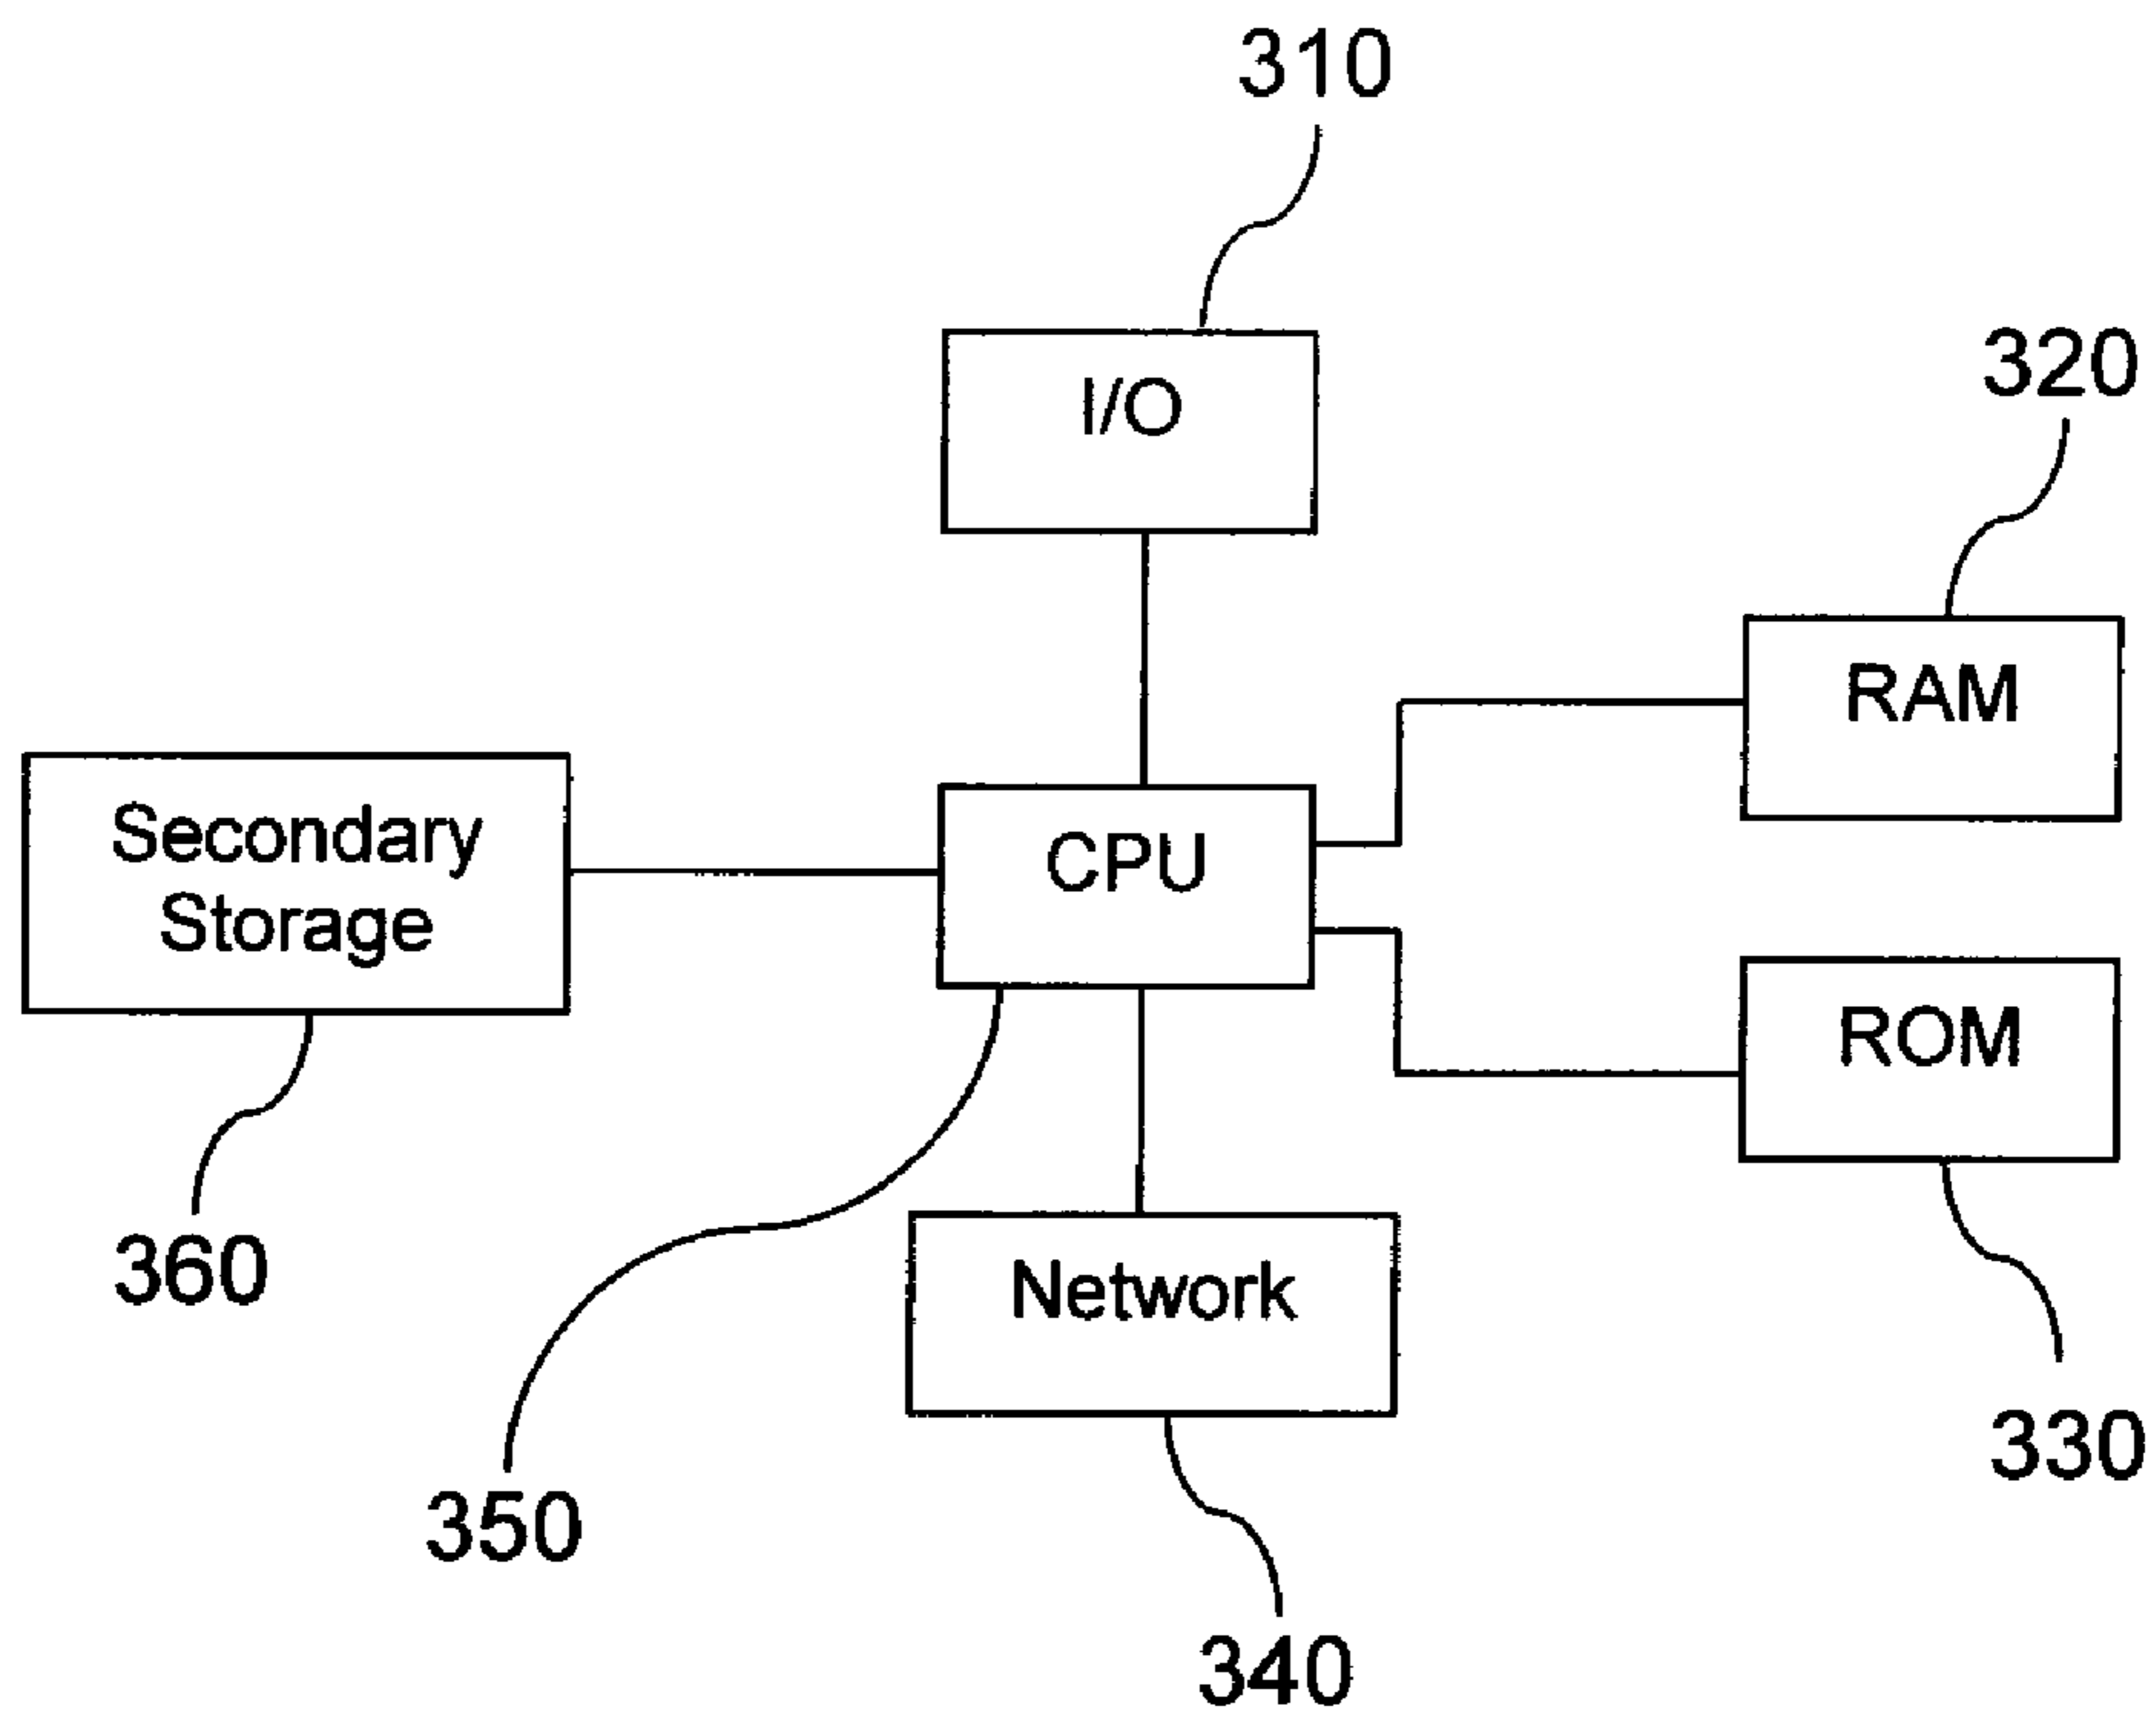 310
I/O
320
RAM
Secondary
Storage
CPU
ROM
360
Network
330
350
340